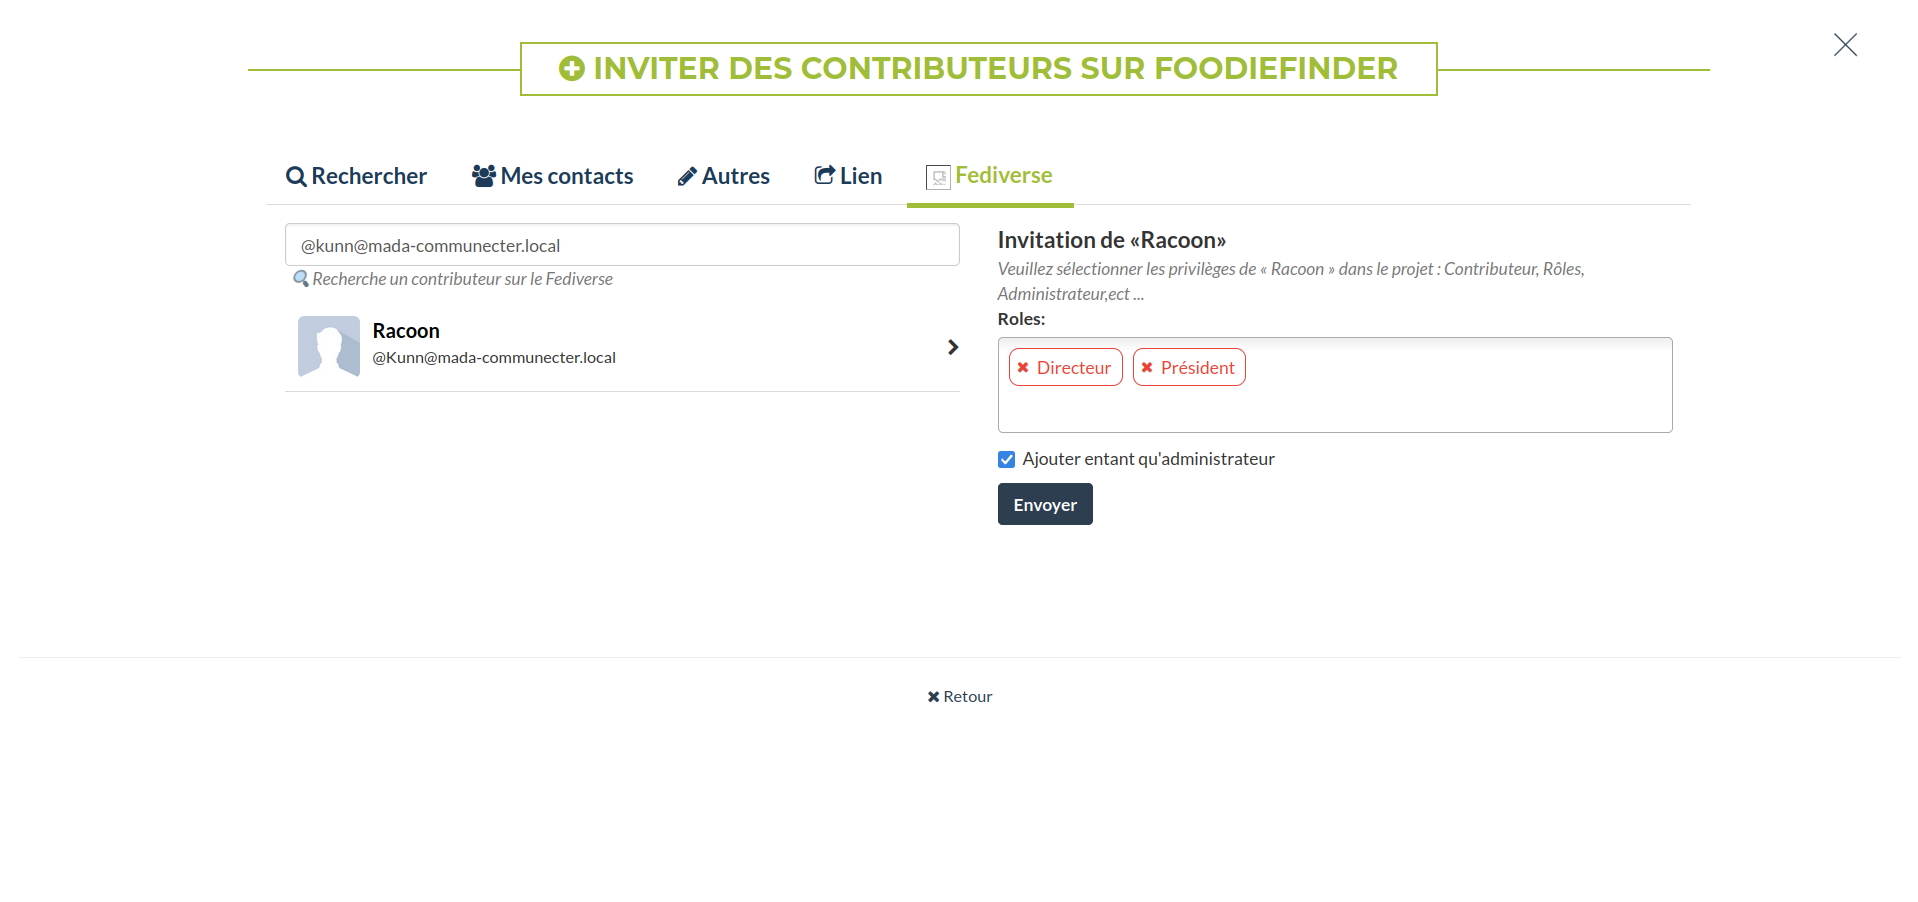 INVITER DES CONTRIBUTEURS SUR FOODIEFINDER
Rechercher
Mes contacts
Autres
Lien
Fediverse
@kunn@mada-communecter.local
Recherche un contributeur sur le Fediverse
Racoon
@Kunn@mada-communecter.local
Invitation de «Racoon»
Veuillez sélectionner les privilèges de « Racoon » dans le projet : Contributeur, Rôles,
Administrateur,ect ...
Roles:
Directeur
Président
Ajouter entant qu'administrateur
Envoyer
Retour